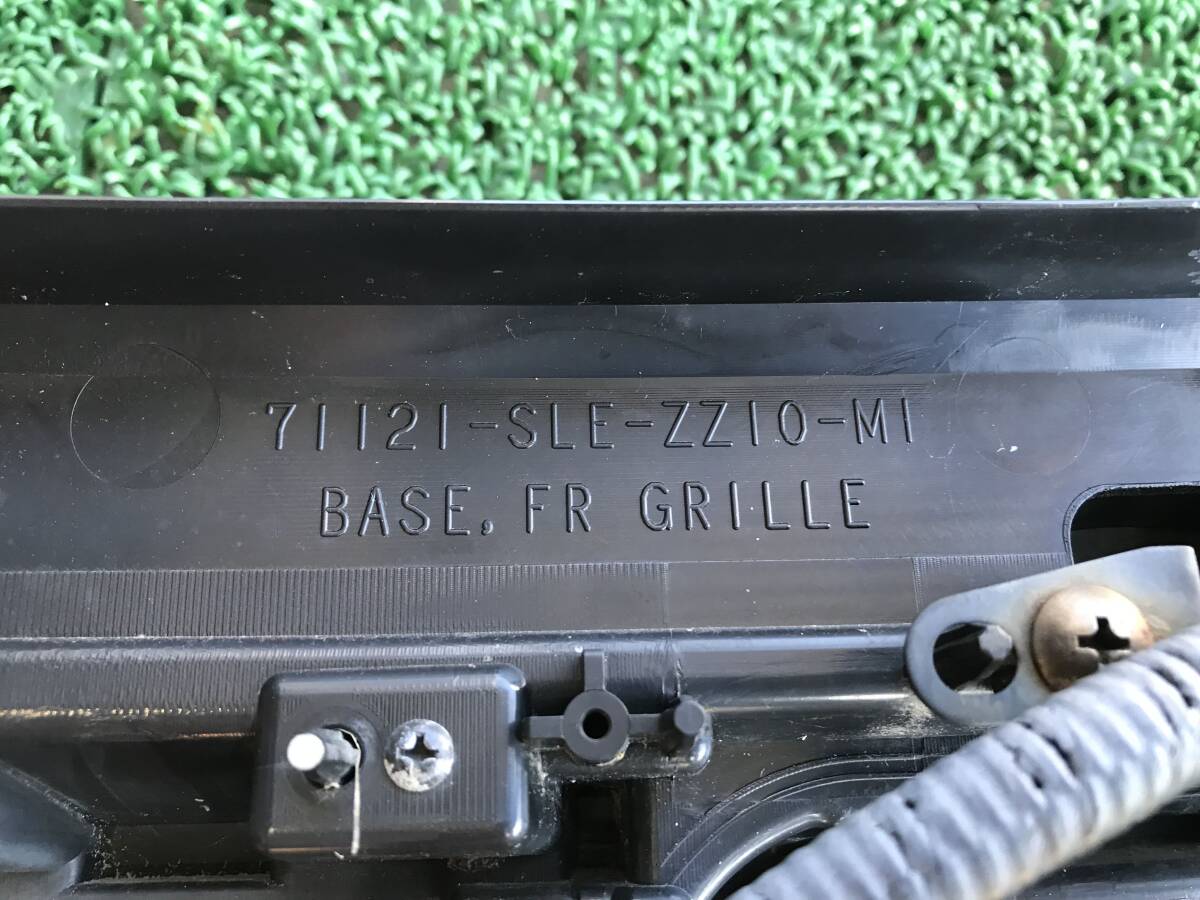 71121-SLE-ZZ10-M1
BASE, FR GRILLE